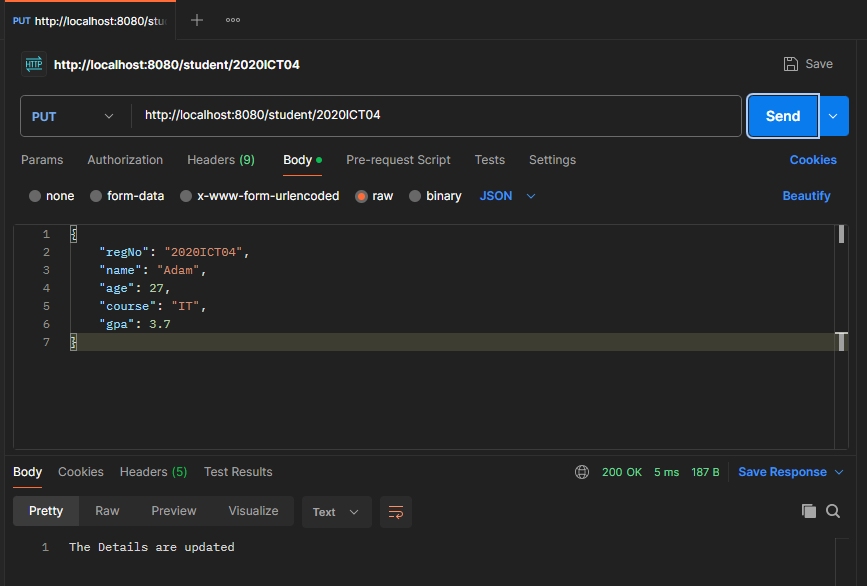 PUT http://localhost:8080/stu
HTTP http://localhost:8080/student/2020ICT04 Save
PUT http://localhost:8080/student/2020ICT04 Send
Params Authorization Headers (9) Body Pre-request Script Tests Settings Cookies
none form-data x-www-form-urlencoded raw binary JSON Beautify
1 {
2 "regNo": "2020ICT04",
3 "name": "Adam",
4 "age": 27,
5 "course": "IT",
6 "gpa": 3.7
7 }
Body Cookies Headers (5) Test Results 200 OK 5 ms 187 B Save Response
Pretty Raw Preview Visualize Text
1 The Details are updated